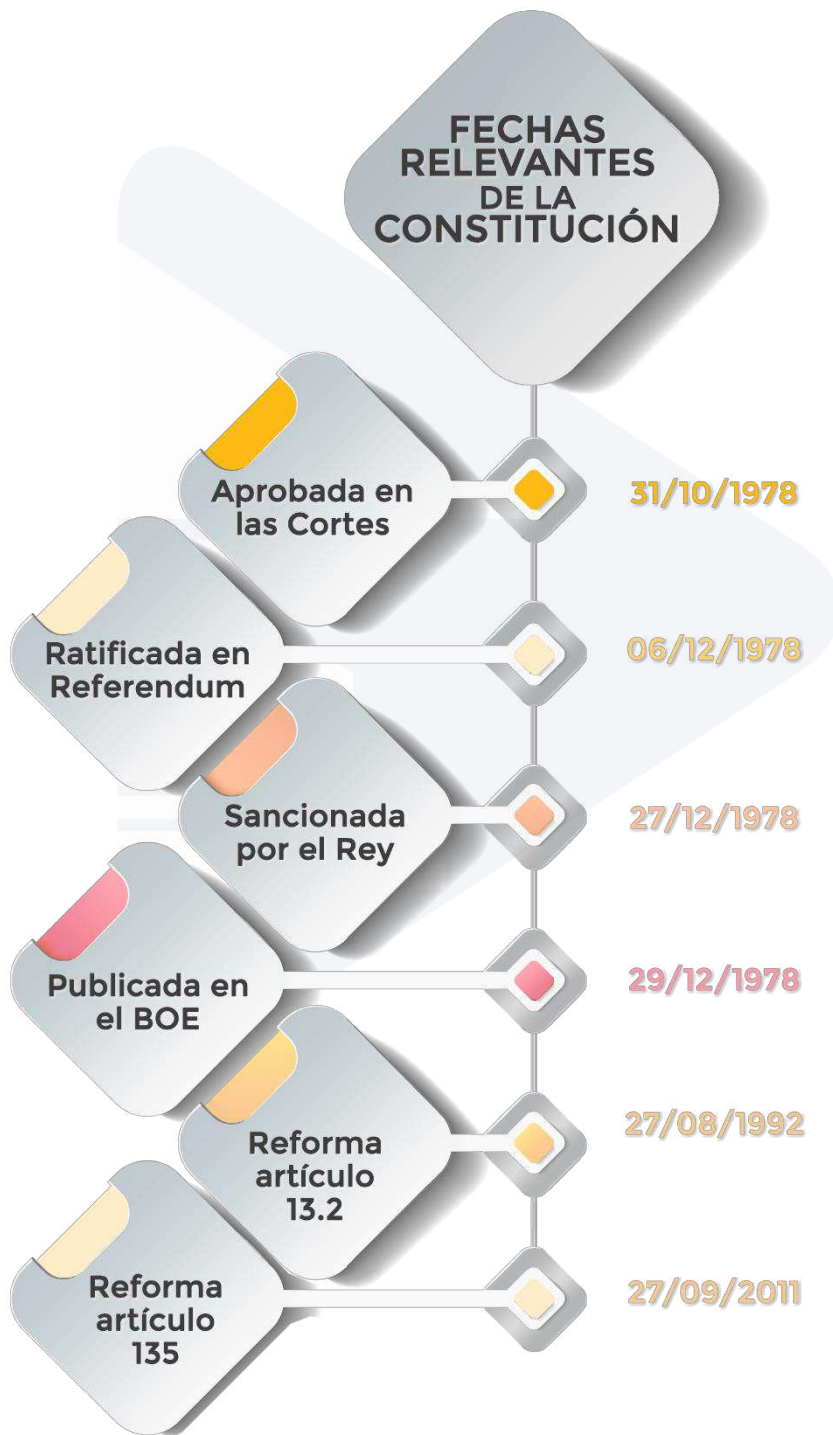 FECHAS
RELEVANTES
DE LA
CONSTITUCIÓN
Aprobada en
las Cortes
31/10/1978
Ratificada en
Referendum
06/12/1978
Sancionada
por el Rey
27/12/1978
Publicada en
el BOE
29/12/1978
Reforma
artículo
13.2
27/08/1992
Reforma
artículo
135
27/09/2011